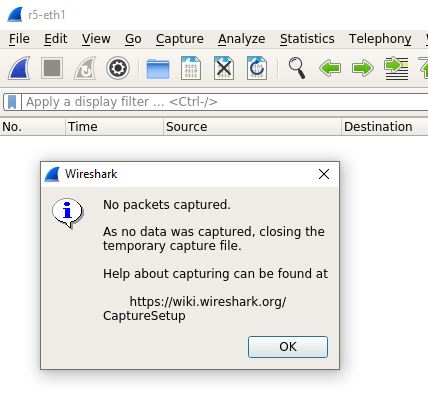 r5-eth1
File Edit View Go Capture Analyze Statistics Telephony
Apply a display filter ... <Ctrl-/>
No. Time Source Destination
Wireshark
No packets captured.
As no data was captured, closing the
temporary capture file.
Help about capturing can be found at
https://wiki.wireshark.org/
CaptureSetup
OK